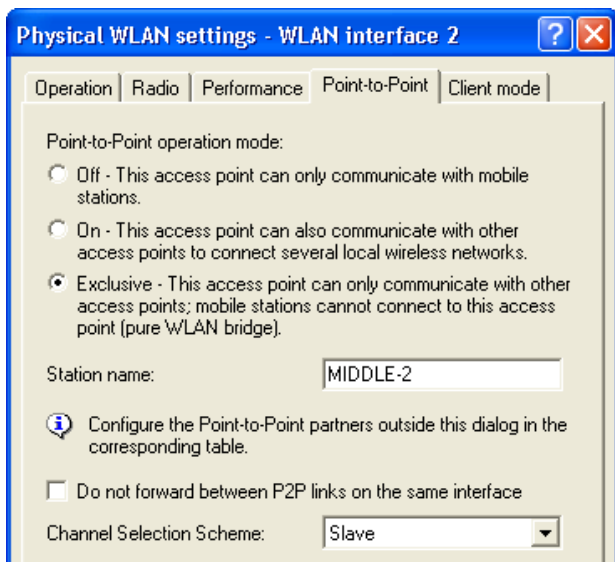 Physical WLAN settings - WLAN interface 2
Operation Radio Performance Point-to-Point Client mode
Point-to-Point operation mode:
Off - This access point can only communicate with mobile
stations.
On - This access point can also communicate with other
access points to connect several local wireless networks.
Exclusive - This access point can only communicate with other
access points; mobile stations cannot connect to this access
point (pure WLAN bridge).
Station name: MIDDLE-2
Configure the Point-to-Point partners outside this dialog in the
corresponding table.
Do not forward between P2P links on the same interface
Channel Selection Scheme: Slave